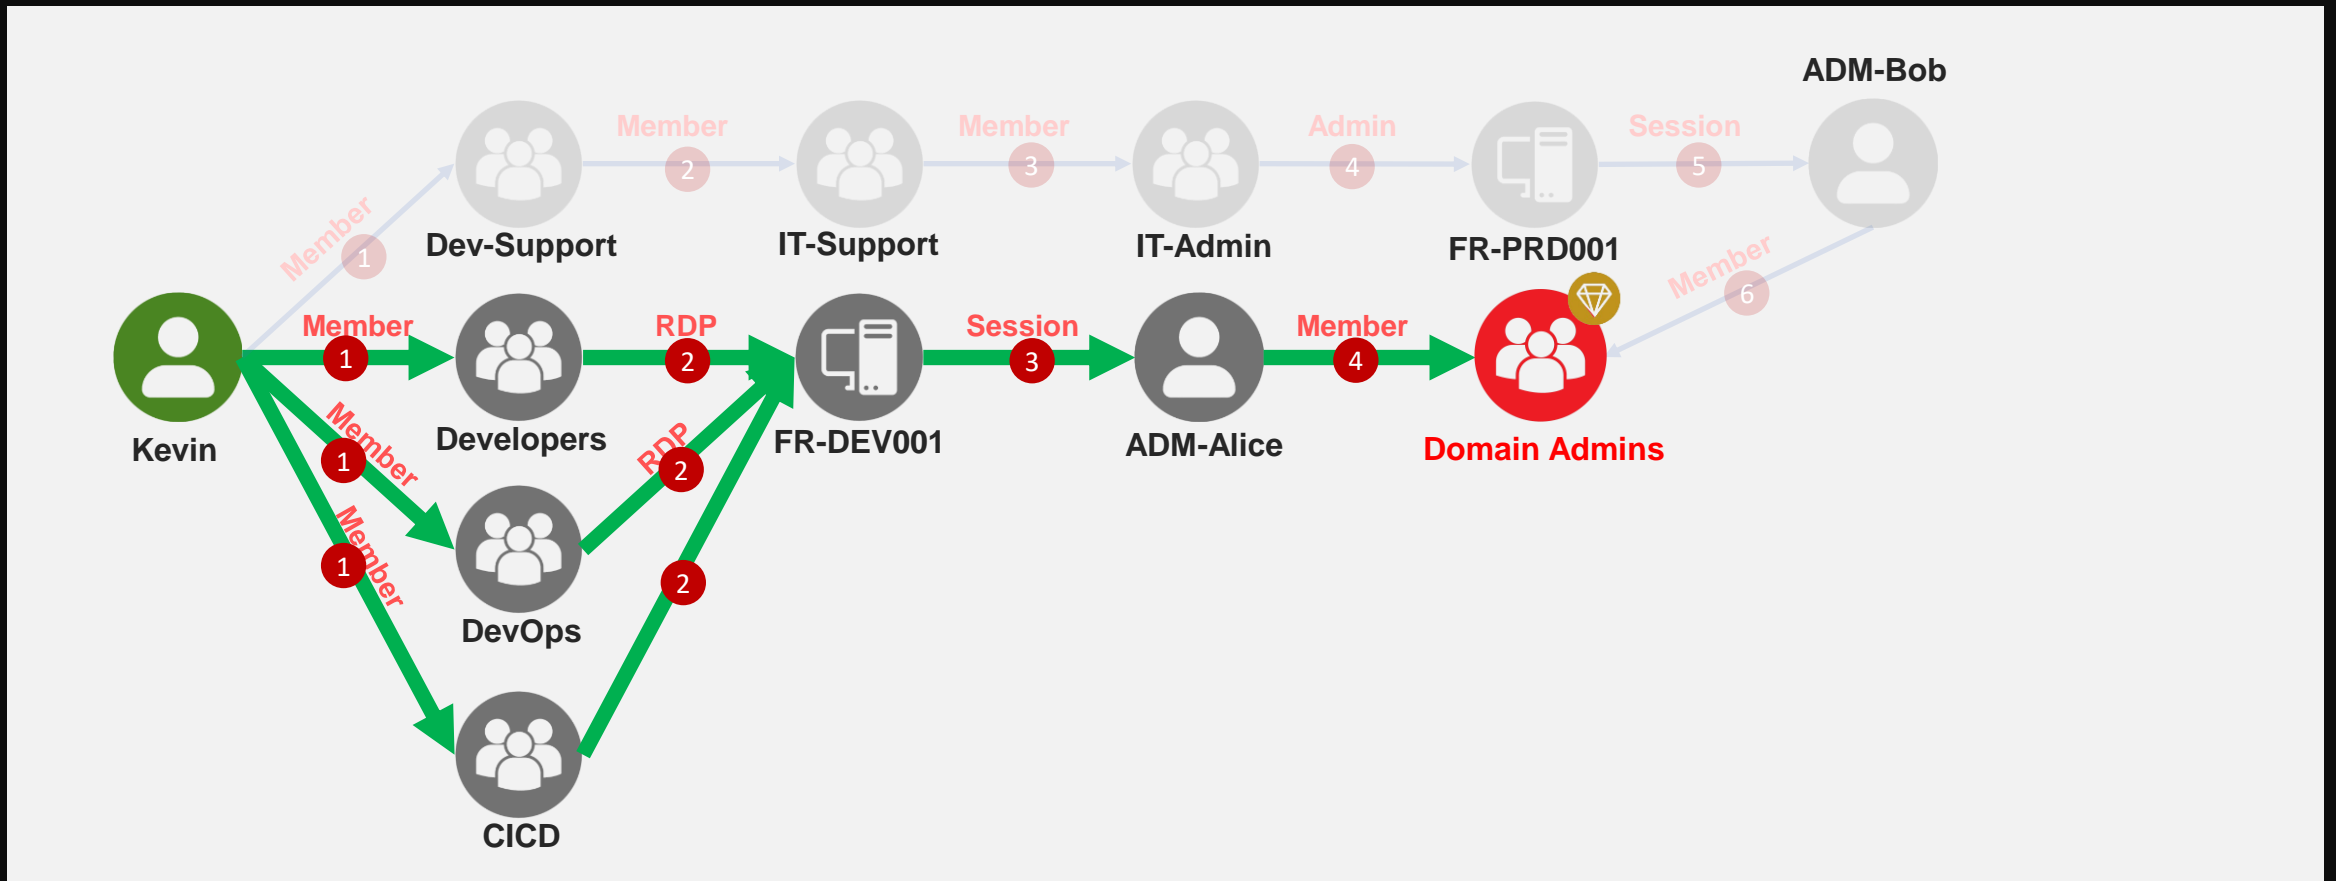 ADM-Bob
Member
Member
Admin
Session
2
3
4
5
Member
1
Dev-Support
IT-Support
IT-Admin
FR-PRD001
Member
6
Member
RDP
Session
Member
1
2
3
4
Kevin
Developers
FR-DEV001
ADM-Alice
Domain Admins
Member
1
RDP
2
Member
1
2
DevOps
CICD